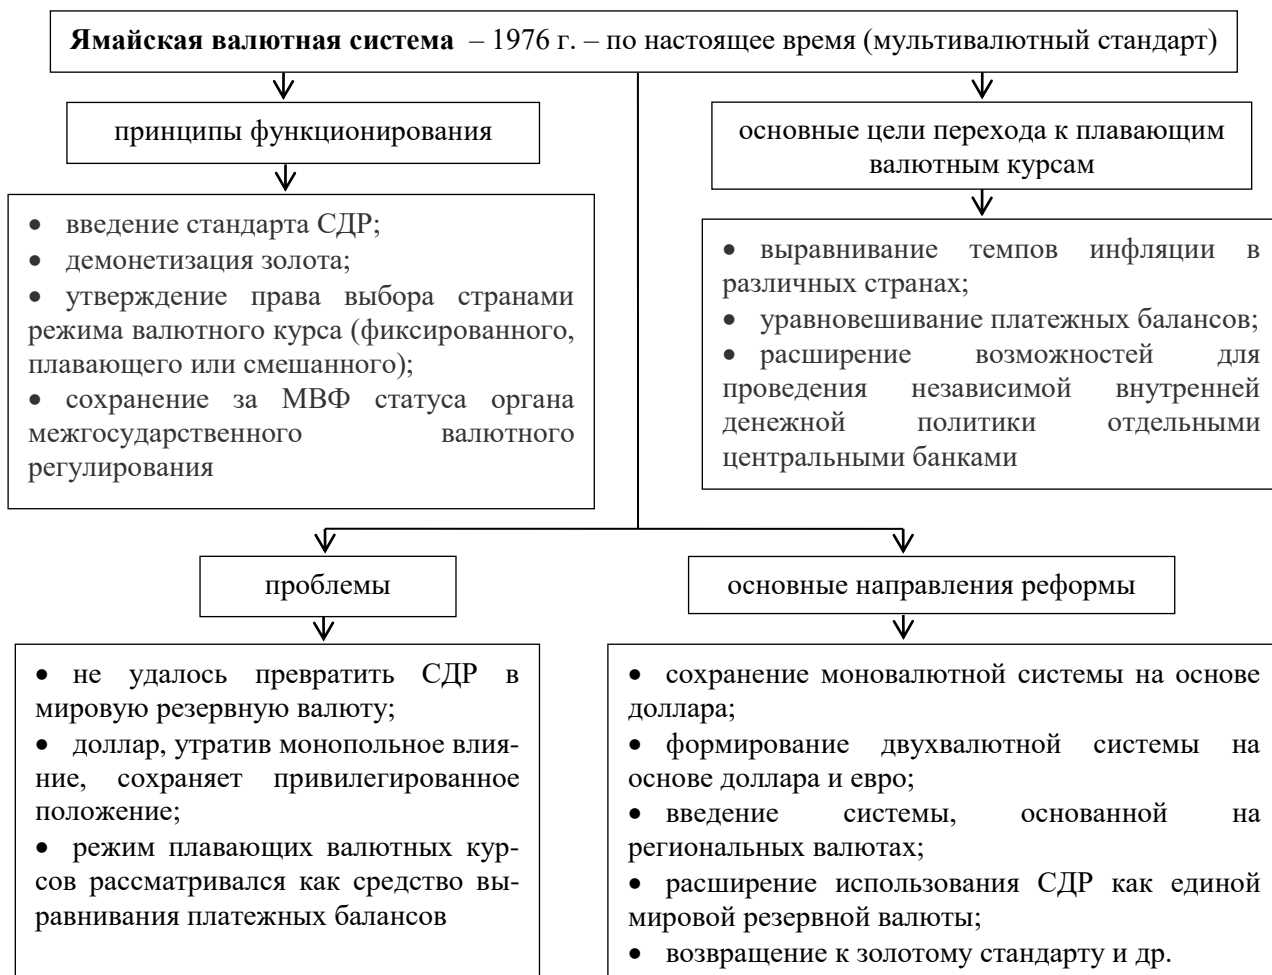 Ямайская валютная система – 1976 г. – по настоящее время (мультивалютный стандарт)
принципы функционирования
основные цели перехода к плавающим
валютным курсам
• введение стандарта СДР;
• демонетизация золота;
• утверждение права выбора странами
режима валютного курса (фиксированного,
плавающего или смешанного);
• сохранение за МВФ статуса органа
межгосударственного валютного
регулирования
• выравнивание темпов инфляции в
различных странах;
• уравновешивание платежных балансов;
• расширение возможностей для
проведения независимой внутренней
денежной политики отдельными
центральными банками
проблемы
основные направления реформы
• не удалось превратить СДР в
мировую резервную валюту;
• доллар, утратив монопольное влия-
ние, сохраняет привилегированное
положение;
• режим плавающих валютных кур-
сов рассматривался как средство вы-
равнивания платежных балансов
• сохранение моновалютной системы на основе
доллара;
• формирование двухвалютной системы на
основе доллара и евро;
• введение системы, основанной на
региональных валютах;
• расширение использования СДР как единой
мировой резервной валюты;
• возвращение к золотому стандарту и др.